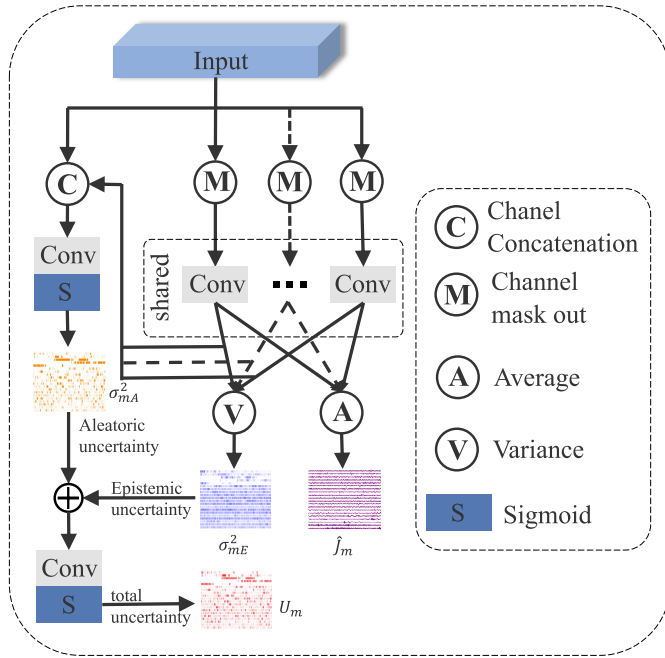 Input
C
M
M
M
Conv
S
shared
Conv
...
Conv
σ²mA
Aleatoric
uncertainty
V
A
Epistemic
uncertainty
σ²mE
Ĵm
Conv
S
total
uncertainty
Um
C
Chanel
Concatenation
M
Channel
mask out
A
Average
V
Variance
S
Sigmoid